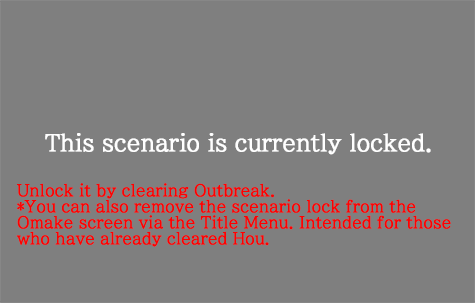 This scenario is currently locked.
Unlock it by clearing Outbreak.
*You can also remove the scenario lock from the
Omake screen via the Title Menu. Intended for those
who have already cleared Hou.